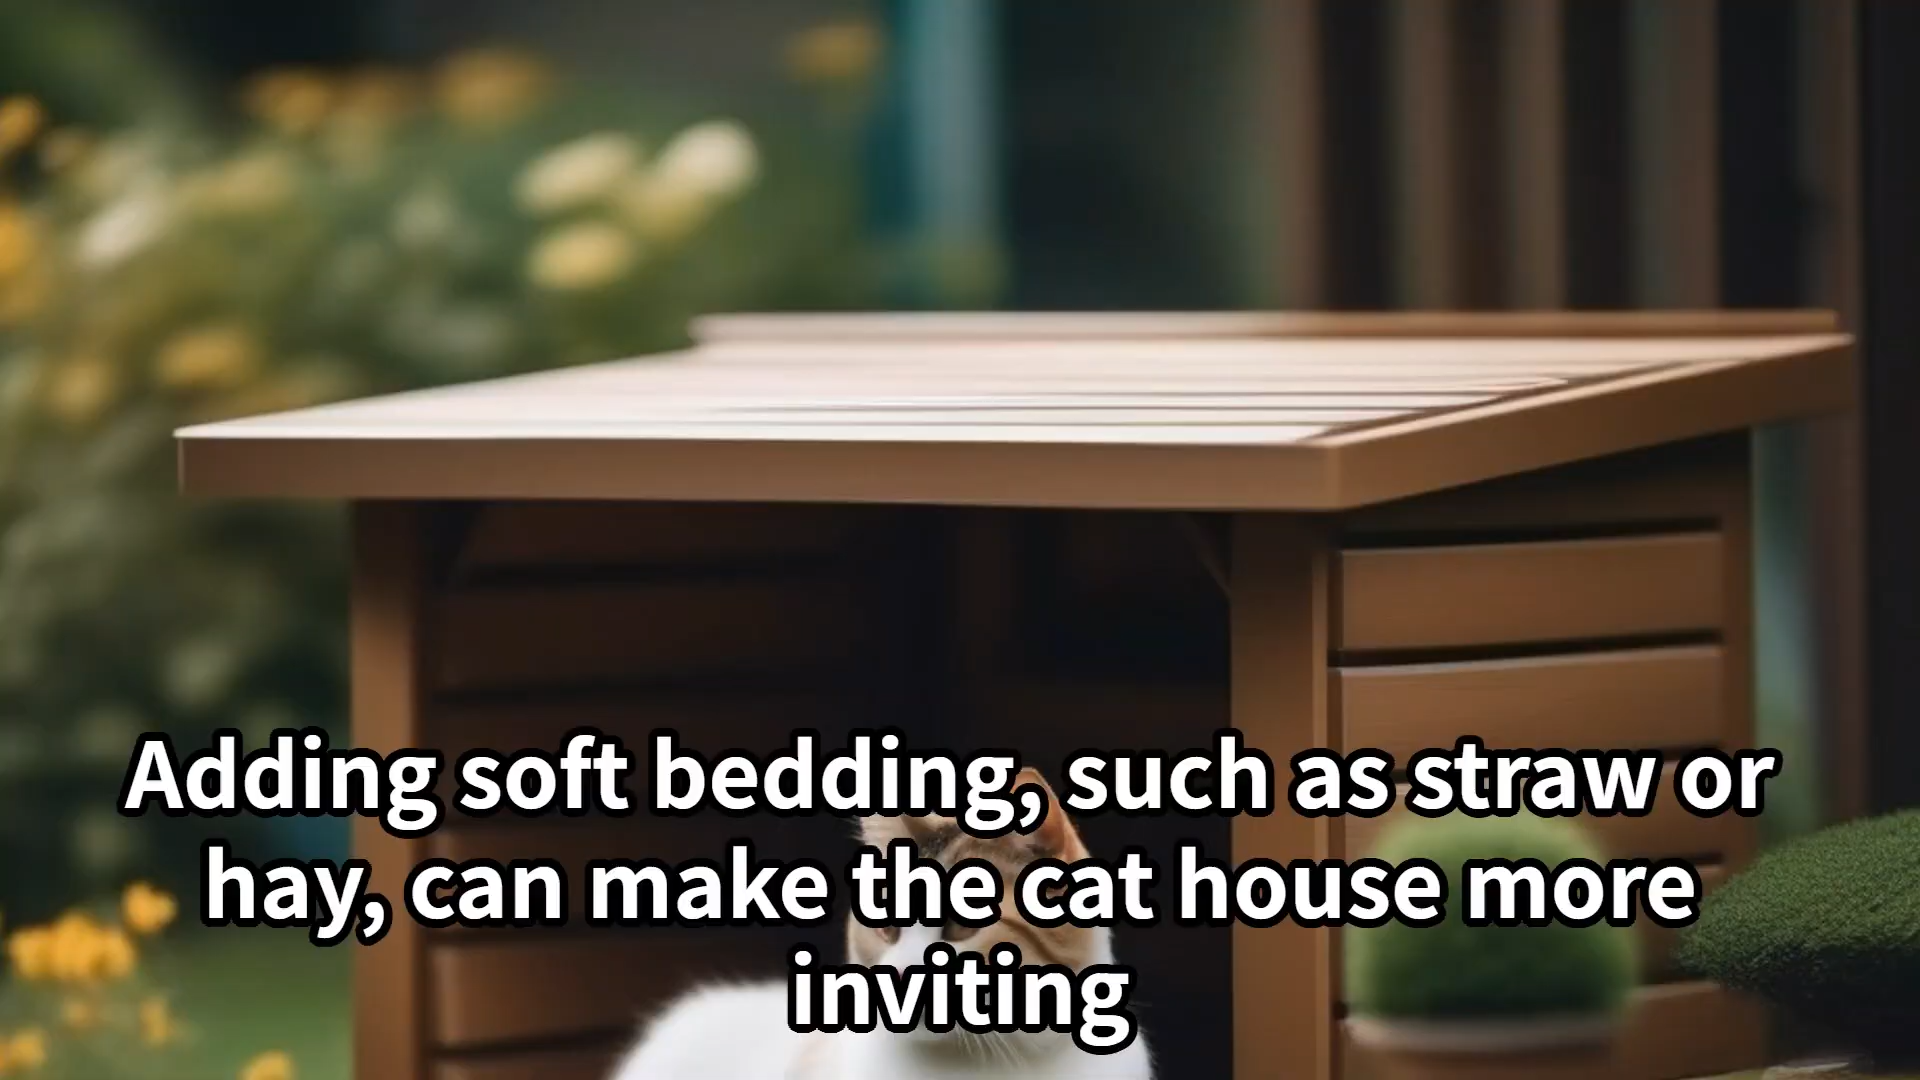 Adding soft bedding, such as straw or
hay, can make the cat house more
inviting